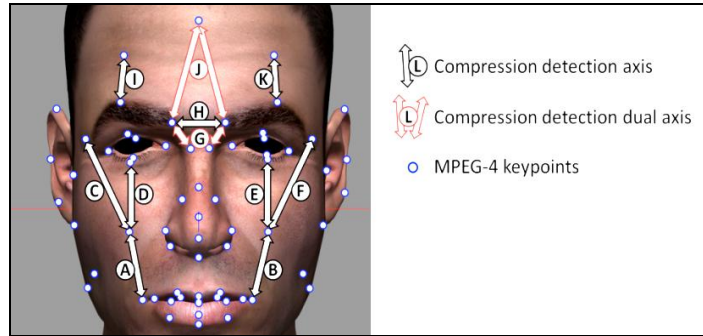 J
I
K
H
G
C
D
E
F
A
B
L Compression detection axis
L Compression detection dual axis
MPEG-4 keypoints